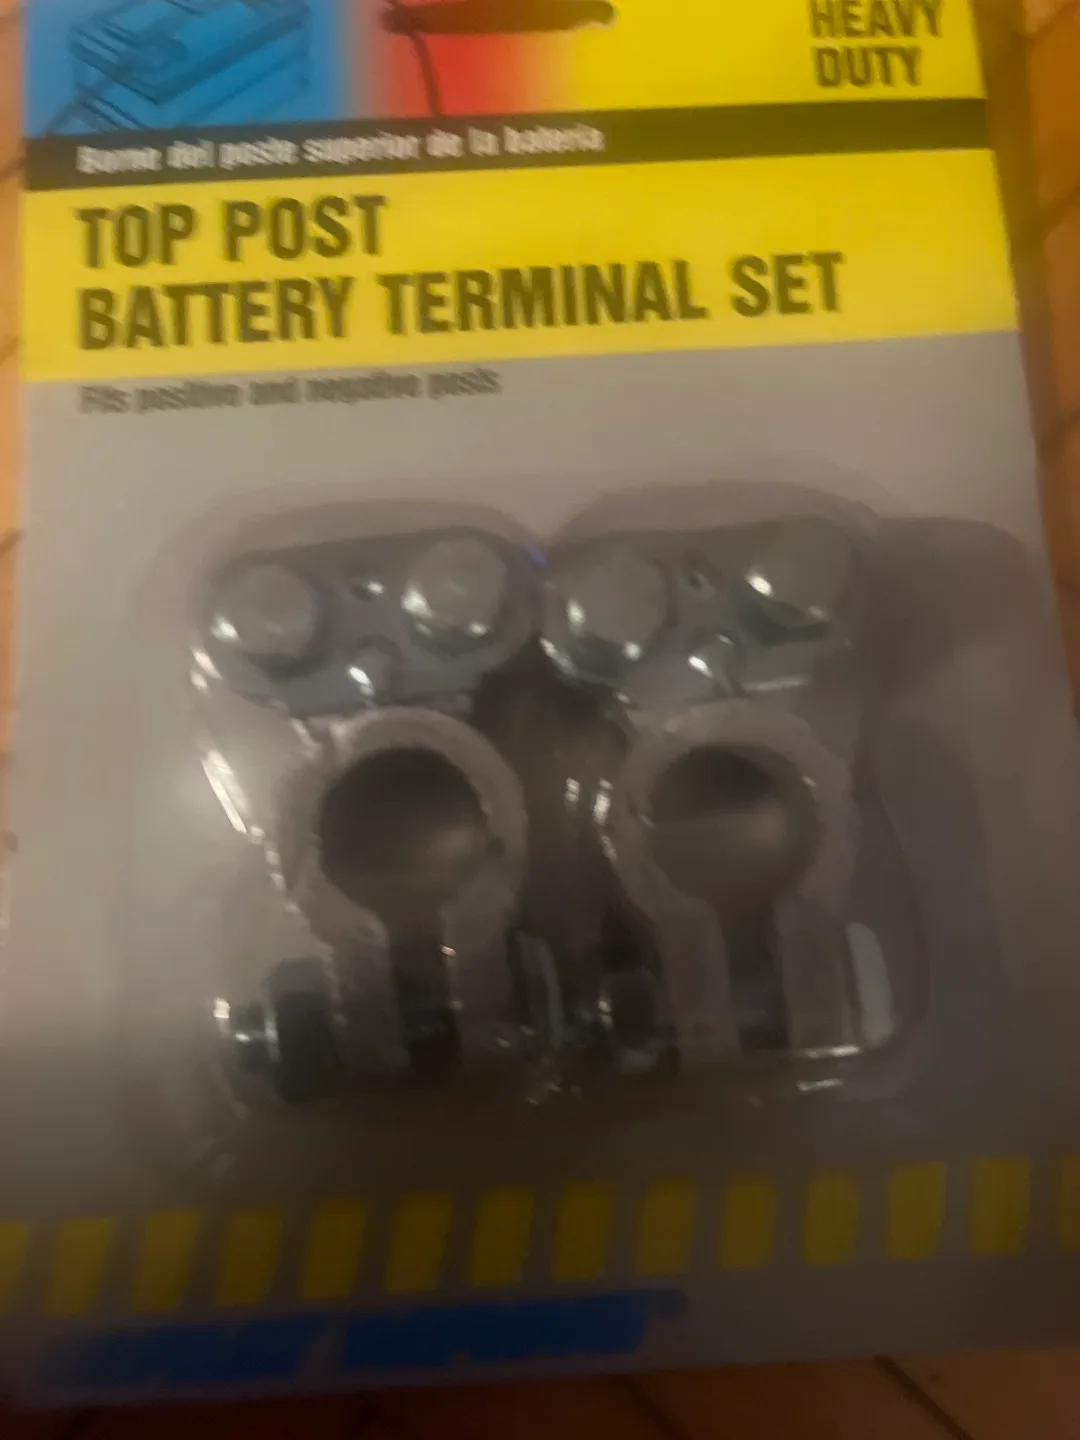 HEAVY
DUTY
Borne del poste superior de la batería
TOP POST
BATTERY TERMINAL SET
Fits positive and negative posts